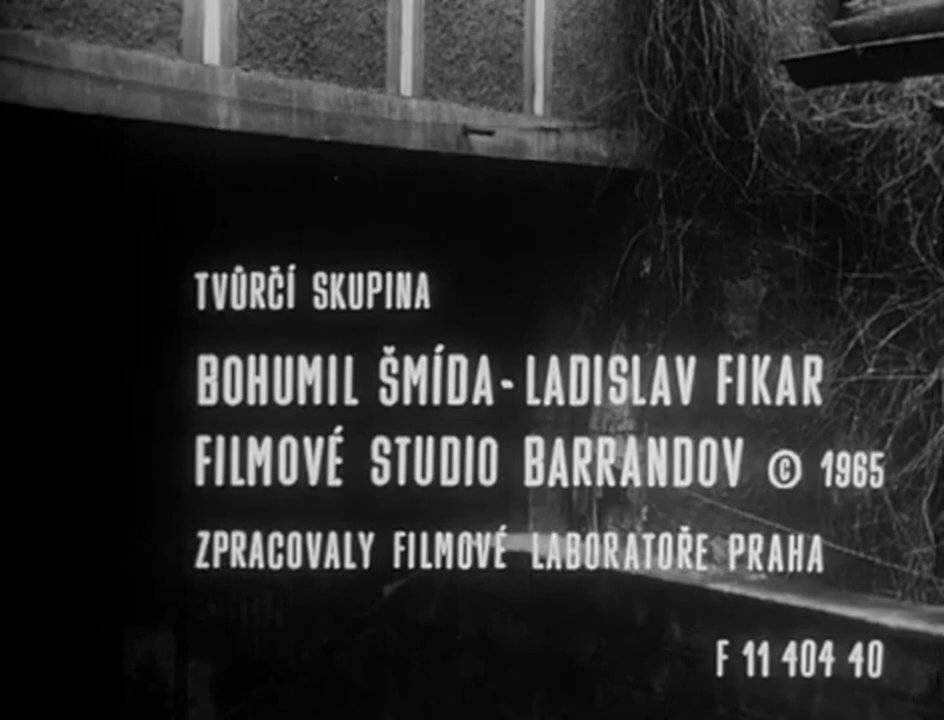 TVŮRČÍ SKUPINA
BOHUMIL ŠMÍDA - LADISLAV FIKAR
FILMOVÉ STUDIO BARRANDOV © 1965
ZPRACOVALY FILMOVÉ LABORATOŘE PRAHA
F 11 404 40